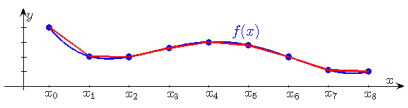 y
f(x)
x
x₀ x₁ x₂ x₃ x₄ x₅ x₆ x₇ x₈